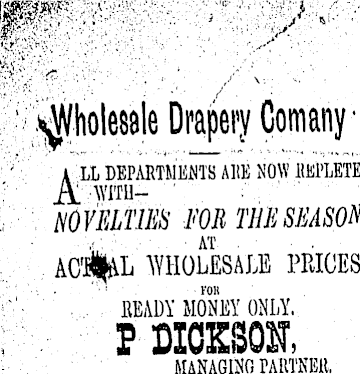 Wholesale Drapery Comany
ALL DEPARTMENTS ARE NOW REPLETE
WITH—
NOVELTIES FOR THE SEASON
AT
WHOLESALE PRICES
FOR
READY MONEY ONLY.
P DICKSON,
MANAGING PARTNER.